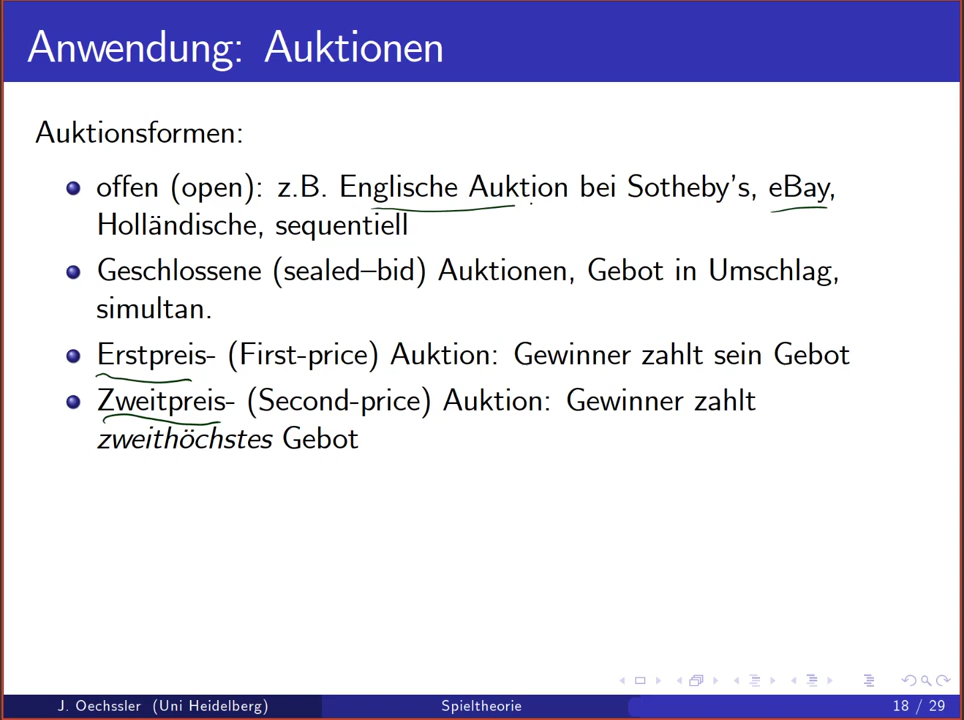 Anwendung: Auktionen
Auktionsformen:
offen (open): z.B. Englische Auktion bei Sotheby's, eBay,
Holländische, sequentiell
Geschlossene (sealed–bid) Auktionen, Gebot in Umschlag,
simultan.
Erstpreis- (First-price) Auktion: Gewinner zahlt sein Gebot
Zweitpreis- (Second-price) Auktion: Gewinner zahlt
zweithöchstes Gebot
J. Oechssler (Uni Heidelberg) Spieltheorie 18 / 29